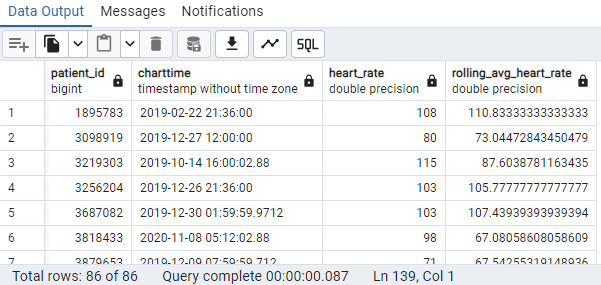 Data Output Messages Notifications
SQL
patient_id charttime heart_rate rolling_avg_heart_rate
bigint timestamp without time zone double precision double precision
1 1895783 2019-02-22 21:36:00 108 110.83333333333333
2 3098919 2019-12-27 12:00:00 80 73.04472843450479
3 3219303 2019-10-14 16:00:02.88 115 87.6038781163435
4 3256204 2019-12-26 21:36:00 103 105.77777777777777
5 3687082 2019-12-30 01:59:59.9712 103 107.43939393939394
6 3818433 2020-11-08 05:12:02.88 98 67.08058608058609
7 3879653 2019-12-09 07:59:59.712 71 67.54255319148936
Total rows: 86 of 86 Query complete 00:00:00.087 Ln 139, Col 1